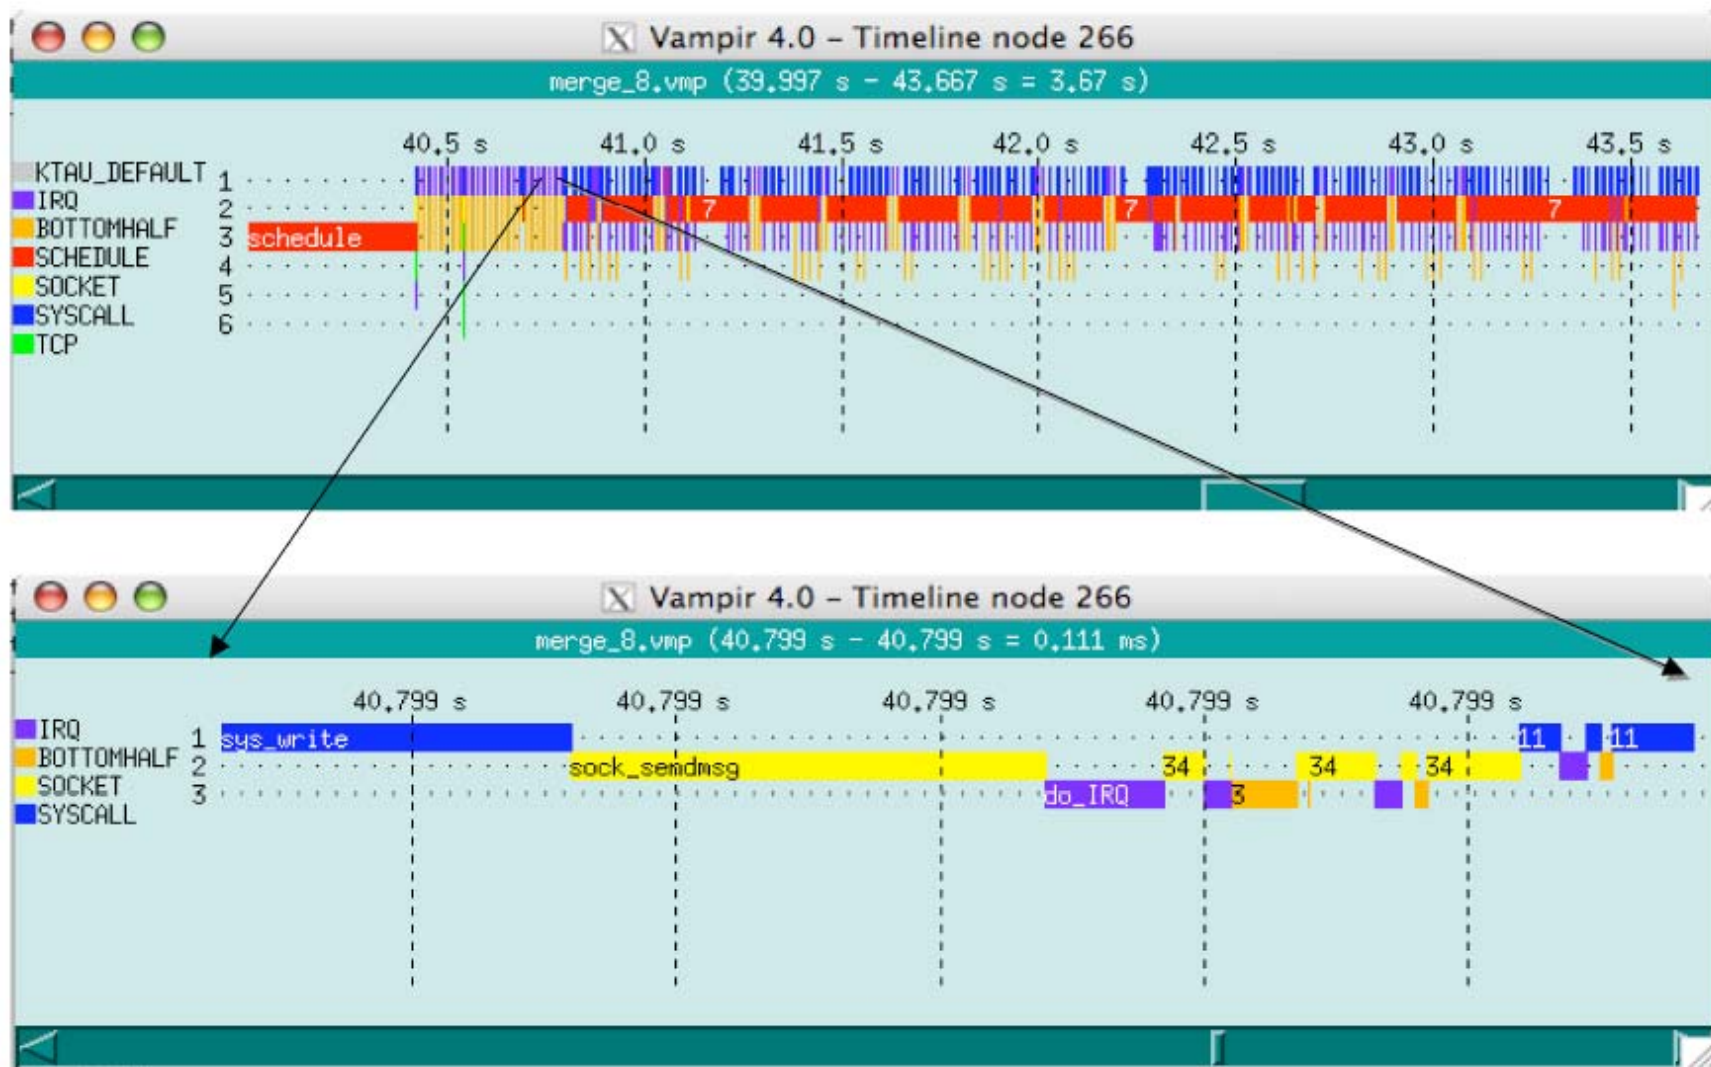 Vampir 4.0 – Timeline node 266
merge_8.vmp (39.997 s - 43.667 s = 3.67 s)
40.5 s 41.0 s 41.5 s 42.0 s 42.5 s 43.0 s 43.5 s
KTAU_DEFAULT
IRQ
BOTTOMHALF
SCHEDULE
SOCKET
SYSCALL
TCP
1
2 7 7 7
3 schedule
4
5
6
Vampir 4.0 – Timeline node 266
merge_8.vmp (40.799 s - 40.799 s = 0.111 ms)
40.799 s 40.799 s 40.799 s 40.799 s 40.799 s
IRQ
BOTTOMHALF
SOCKET
SYSCALL
1 sys_write 11 11
2 sock_sendmsg 34 34 34
3 do_IRQ 3